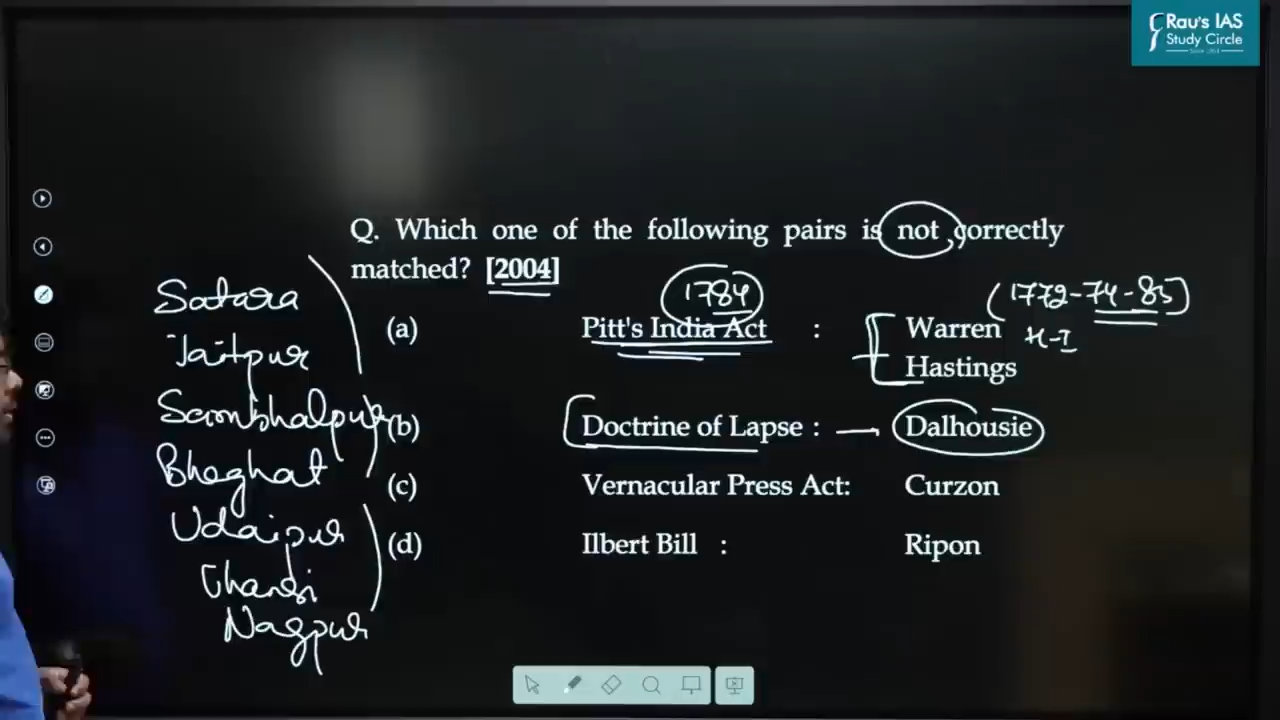 Rau's IAS
Study Circle
Q. Which one of the following pairs is not correctly
matched? [2004]
1784
(1772-74-85)
(a) Pitt's India Act : Warren
Hastings
H-I
(b) Doctrine of Lapse : — Dalhousie
(c) Vernacular Press Act: Curzon
(d) Ilbert Bill : Ripon
Satara
Jaitpur
Sambhalpur
Bhaghat
Udaipur
Jhansi
Nagpur